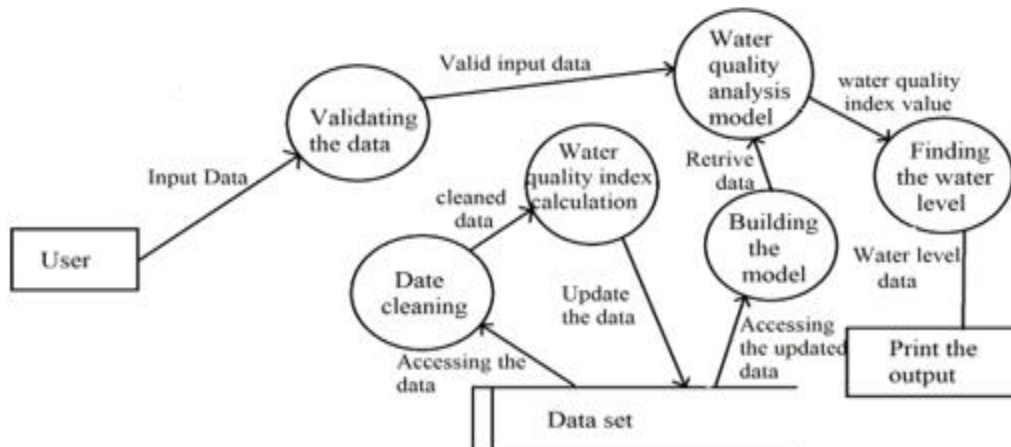 User
Input Data
Validating
the data
Valid input data
Water
quality
analysis
model
water quality
index value
Finding
the water
level
Water level
data
Print the
output
Date
cleaning
cleaned
data
Water
quality index
calculation
Update
the data
Accessing the
data
Data set
Accessing
the updated
data
Building
the
model
Retrive
data